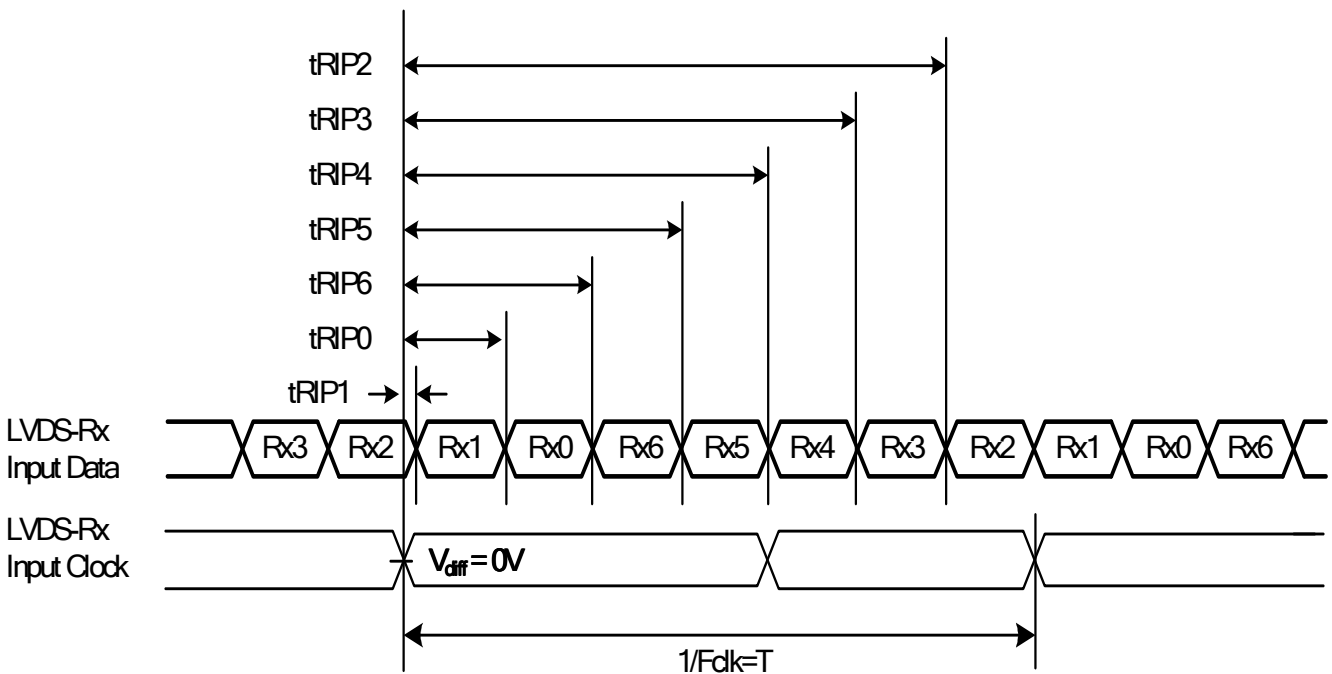 tRIP2
tRIP3
tRIP4
tRIP5
tRIP6
tRIP0
tRIP1
LVDS-Rx
Input Data
Rx3 Rx2 Rx1 Rx0 Rx6 Rx5 Rx4 Rx3 Rx2 Rx1 Rx0 Rx6
LVDS-Rx
Input Clock
Vdiff = 0V
1/Fclk=T